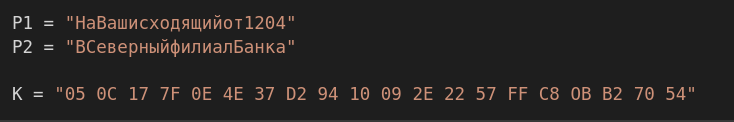 P1 = "НаВашисходящийот1204"
P2 = "ВСеверныйфилиалБанка"
K = "05 0C 17 7F 0E 4E 37 D2 94 10 09 2E 22 57 FF C8 OB B2 70 54"